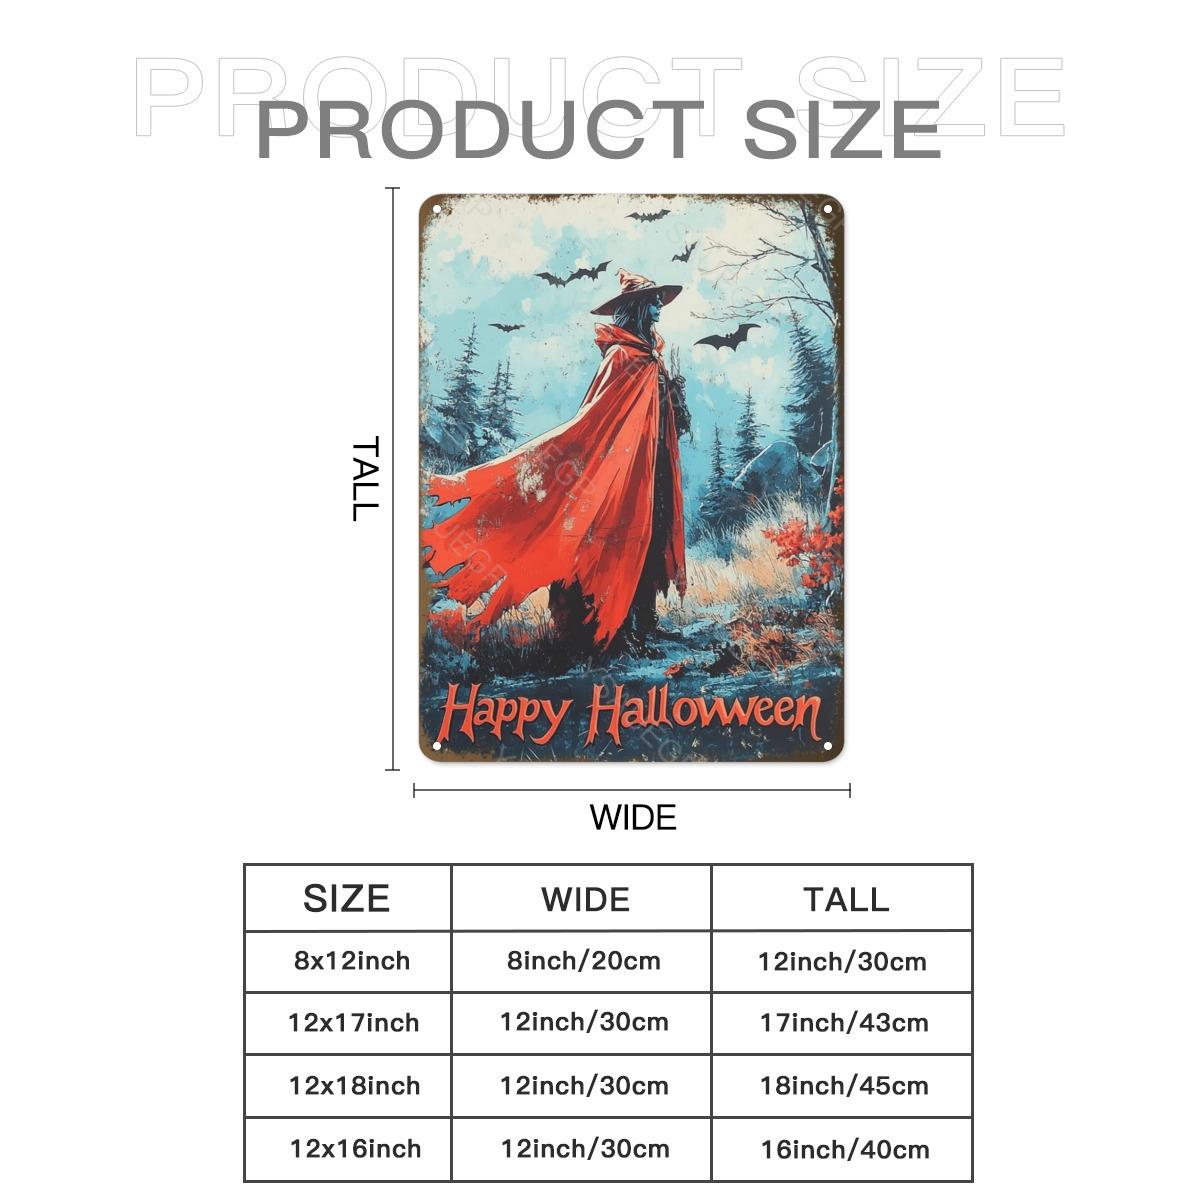 PRODUCT SIZE
PRODUCT SIZE
TALL
Happy Halloween
WIDE
SIZE WIDE TALL
8x12inch 8inch/20cm 12inch/30cm
12x17inch 12inch/30cm 17inch/43cm
12x18inch 12inch/30cm 18inch/45cm
12x16inch 12inch/30cm 16inch/40cm